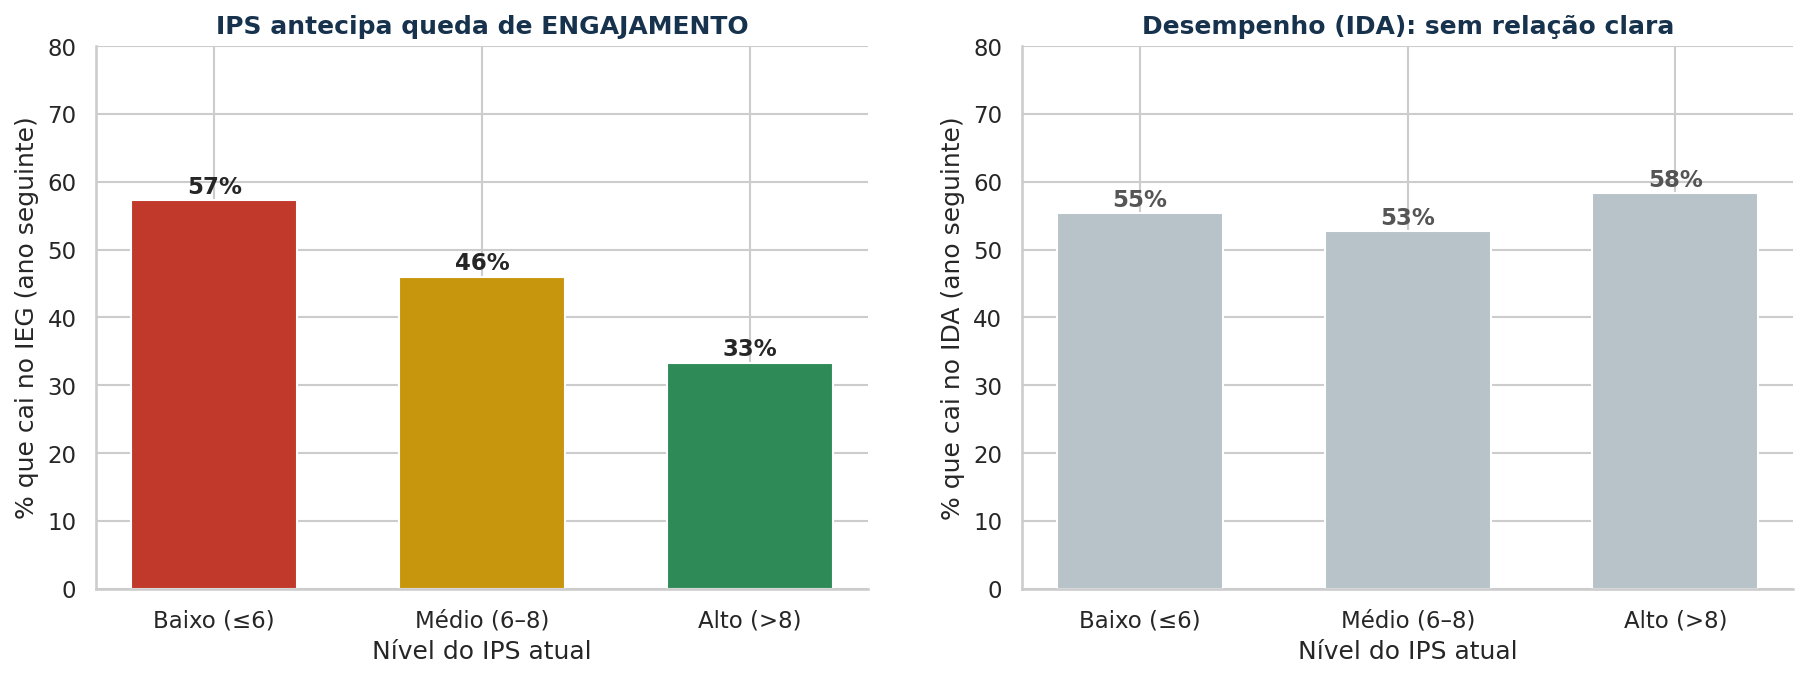 IPS antecipa queda de ENGAJAMENTO
% que cai no IEG (ano seguinte)
80
70
60
50
40
30
20
10
0
57%
46%
33%
Baixo (≤6)
Médio (6–8)
Alto (>8)
Nível do IPS atual
Desempenho (IDA): sem relação clara
% que cai no IDA (ano seguinte)
80
70
60
50
40
30
20
10
0
55%
53%
58%
Baixo (≤6)
Médio (6–8)
Alto (>8)
Nível do IPS atual